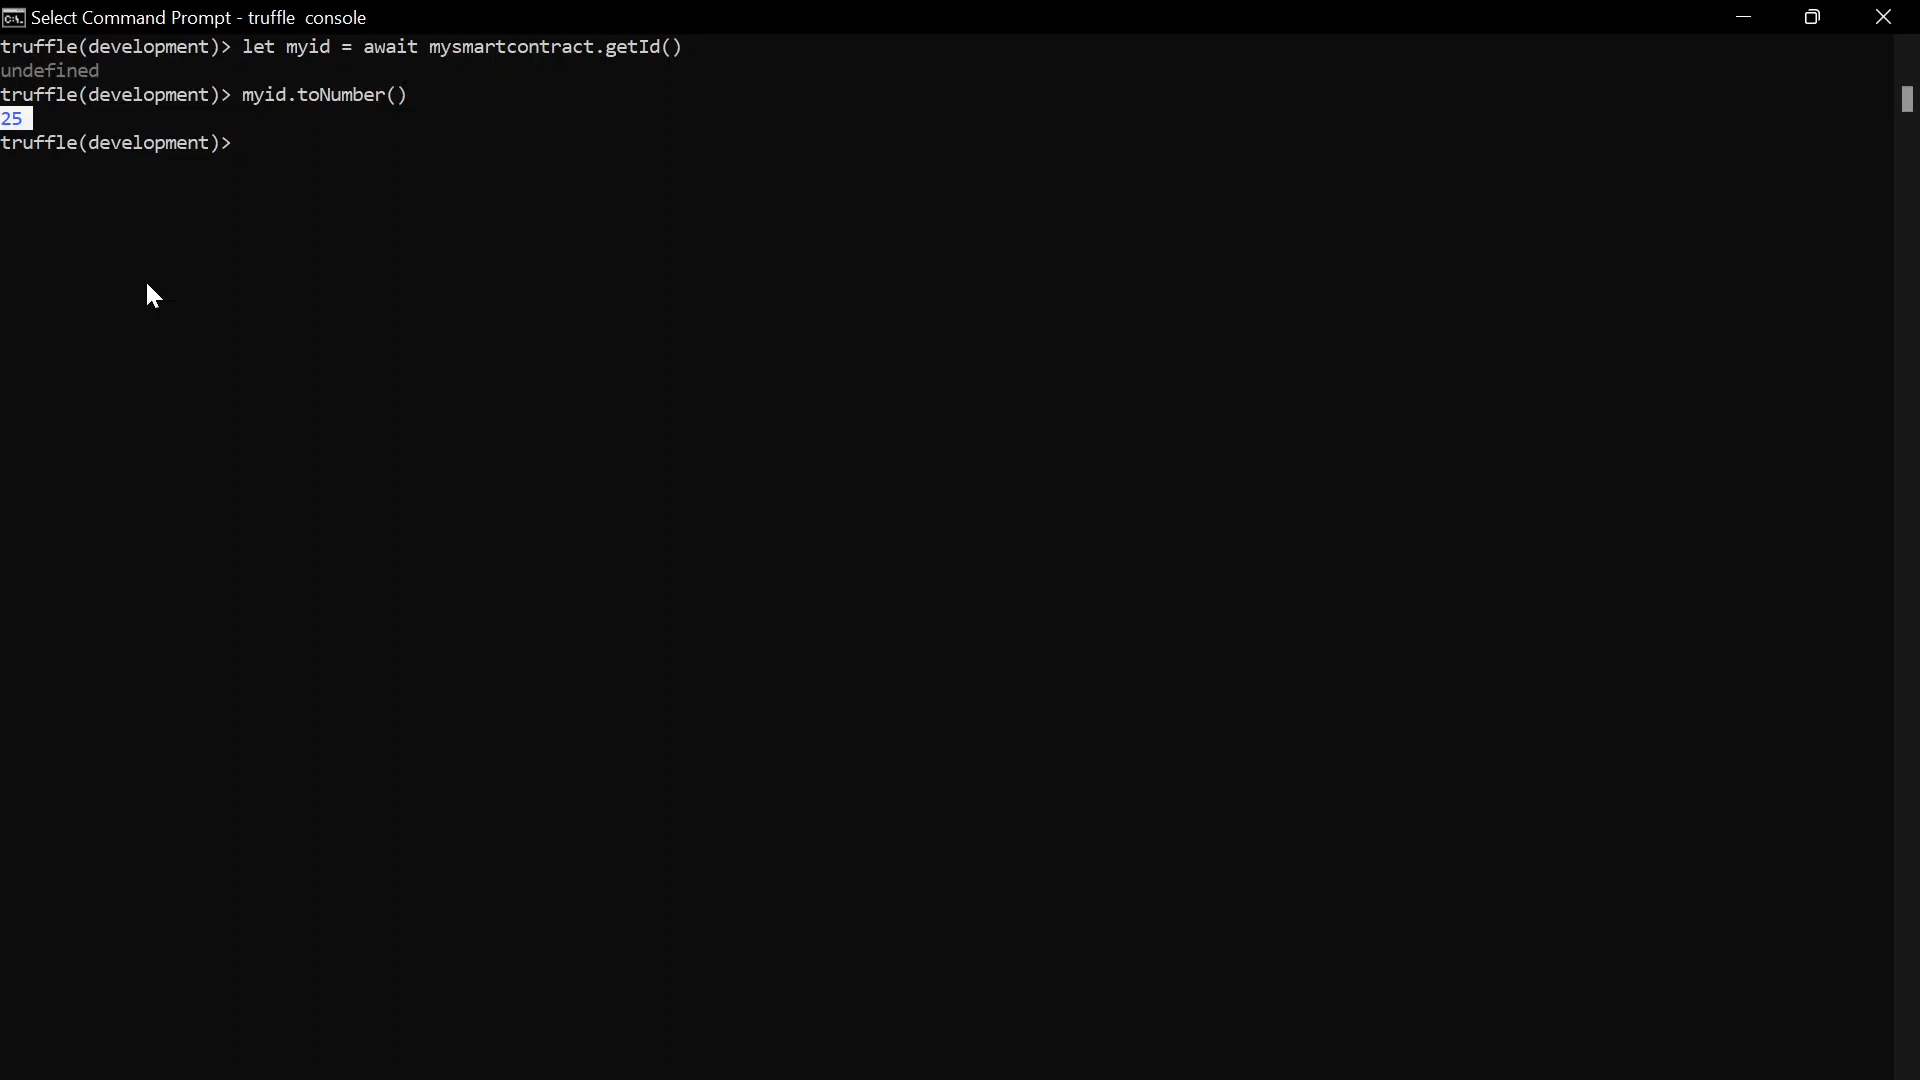 Select Command Prompt - truffle  console
truffle(development)> let myid = await mysmartcontract.getId()
undefined
truffle(development)> myid.toNumber()
25
truffle(development)>